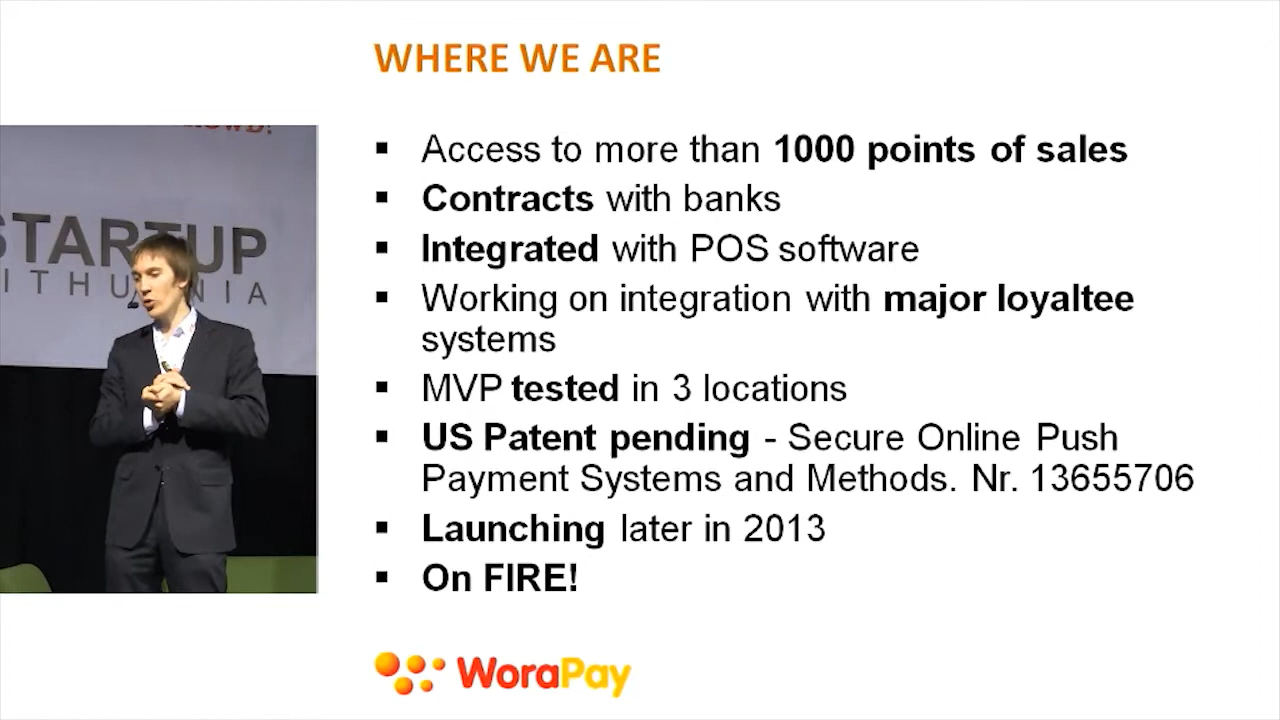 WHERE WE ARE
▪ Access to more than 1000 points of sales
▪ Contracts with banks
▪ Integrated with POS software
▪ Working on integration with major loyaltee
systems
▪ MVP tested in 3 locations
▪ US Patent pending - Secure Online Push
Payment Systems and Methods. Nr. 13655706
▪ Launching later in 2013
▪ On FIRE!
WoraPay
STARTUP